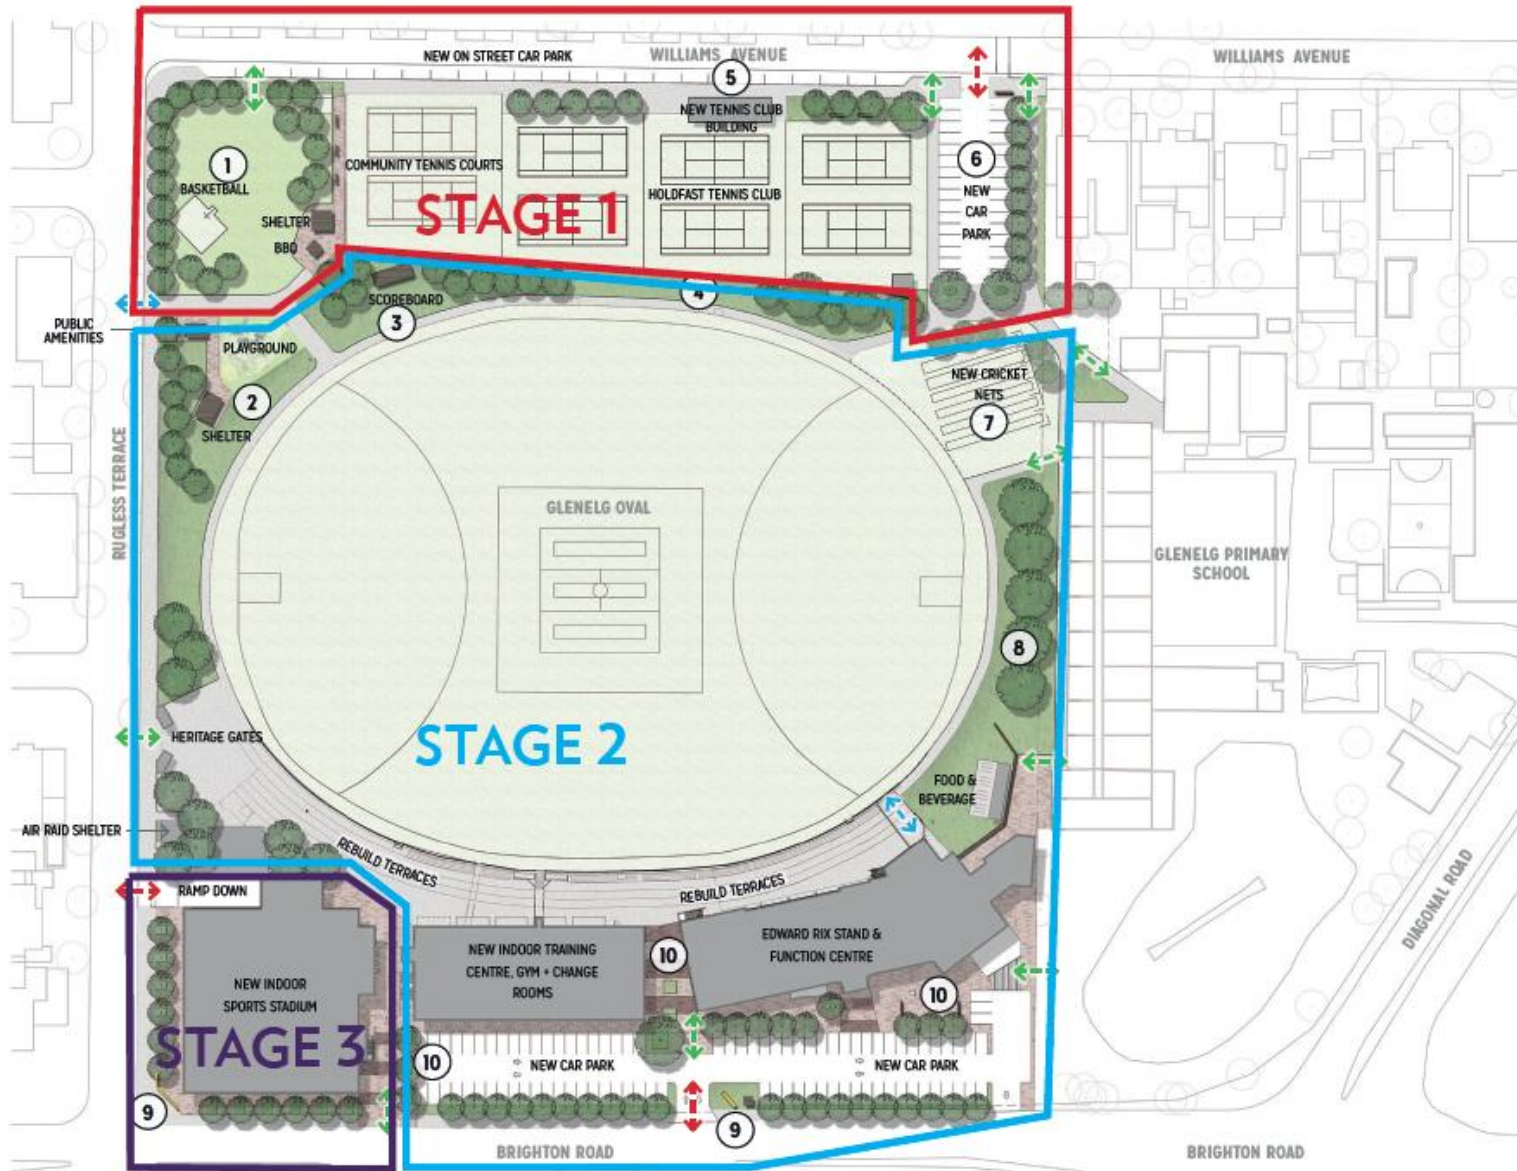 NEW ON STREET CAR PARK
WILLIAMS AVENUE
WILLIAMS AVENUE
5
NEW TENNIS CLUB
BUILDING
1
BASKETBALL
COMMUNITY TENNIS COURTS
HOLDFAST TENNIS CLUB
6
NEW
CAR
PARK
SHELTER
BBQ
STAGE 1
4
SCOREBOARD
3
PUBLIC
AMENITIES
PLAYGROUND
2
SHELTER
NEW CRICKET
NETS
7
RUGLESS TERRACE
GLENELG OVAL
GLENELG PRIMARY
SCHOOL
8
STAGE 2
HERITAGE GATES
FOOD &
BEVERAGE
AIR RAID SHELTER
REBUILD TERRACES
REBUILD TERRACES
RAMP DOWN
DIAGONAL ROAD
NEW INDOOR
SPORTS STADIUM
NEW INDOOR TRAINING
CENTRE, GYM + CHANGE
ROOMS
10
EDWARD RIX STAND &
FUNCTION CENTRE
10
STAGE 3
10
NEW CAR PARK
NEW CAR PARK
9
9
BRIGHTON ROAD
BRIGHTON ROAD